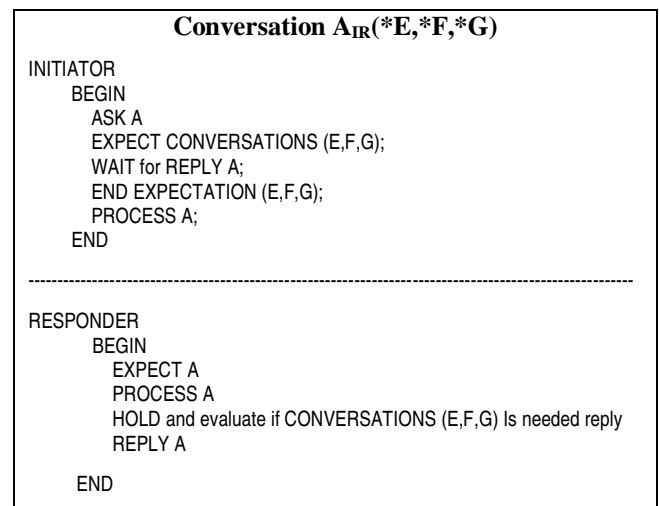 Conversation A_IR(*E,*F,*G)
INITIATOR
BEGIN
ASK A
EXPECT CONVERSATIONS (E,F,G);
WAIT for REPLY A;
END EXPECTATION (E,F,G);
PROCESS A;
END
RESPONDER
BEGIN
EXPECT A
PROCESS A
HOLD and evaluate if CONVERSATIONS (E,F,G) Is needed reply
REPLY A
END